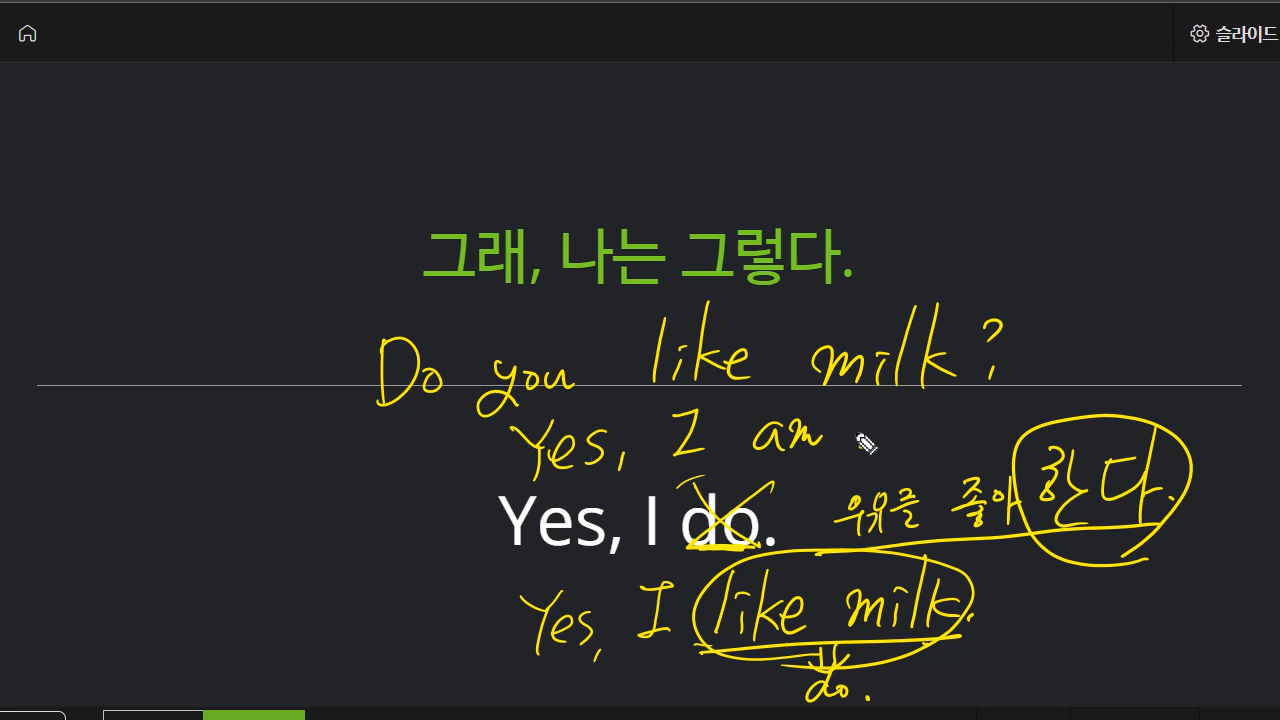 슬라이드
그래, 나는 그렇다.
Do you like milk?
Yes, I am
Yes, I do. 우유를 좋아한다.
Yes, I like milk.
do.